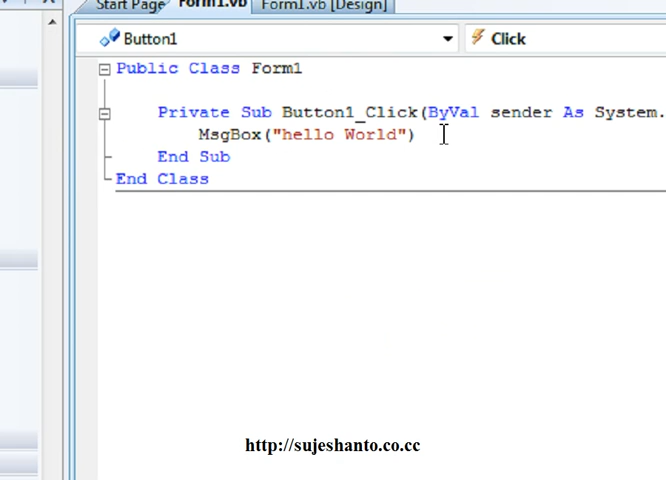 Start Page Form1.vb Form1.vb [Design]
Button1 Click
Public Class Form1
Private Sub Button1_Click(ByVal sender As System.
MsgBox("hello World")
End Sub
End Class
http://sujeshanto.co.cc